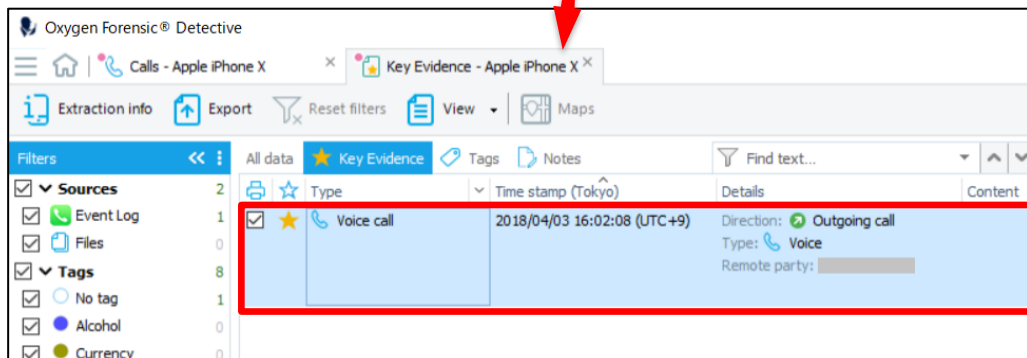 Oxygen Forensic® Detective
Calls - Apple iPhone X × Key Evidence - Apple iPhone X ×
Extraction info Export Reset filters View Maps
Filters All data Key Evidence Tags Notes Find text...
Sources 2 Type Time stamp (Tokyo) Details Content
Event Log 1 Voice call 2018/04/03 16:02:08 (UTC+9) Direction: Outgoing call
Files 0 Type: Voice
Tags 8 Remote party:
No tag 1
Alcohol 0
Currency 0